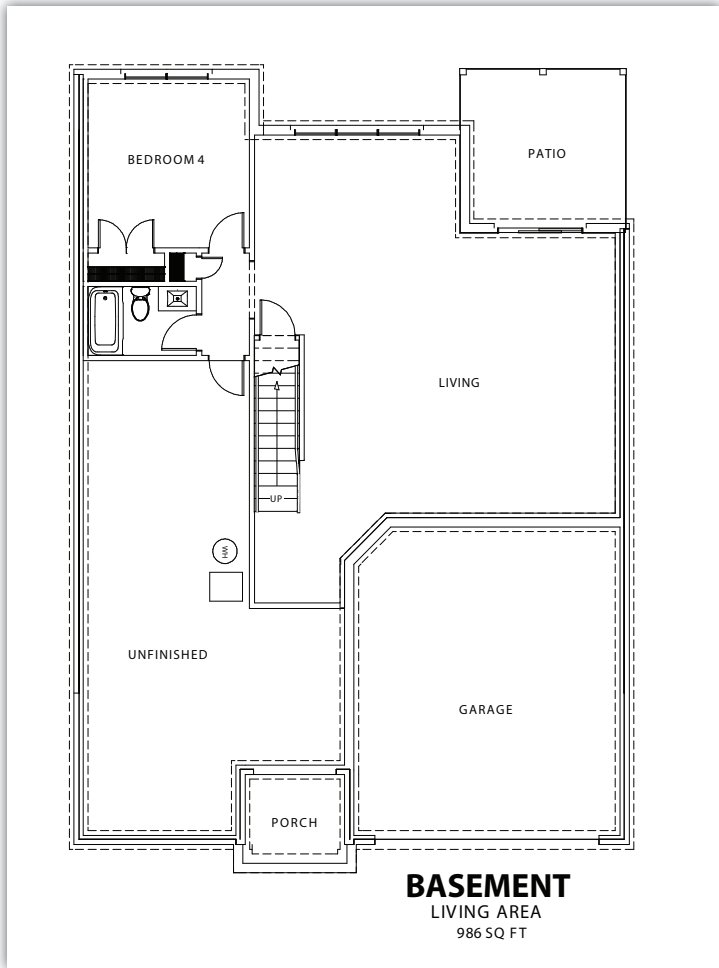 BEDROOM 4
PATIO
LIVING
UP
WH
UNFINISHED
GARAGE
PORCH
BASEMENT
LIVING AREA
986 SQ FT